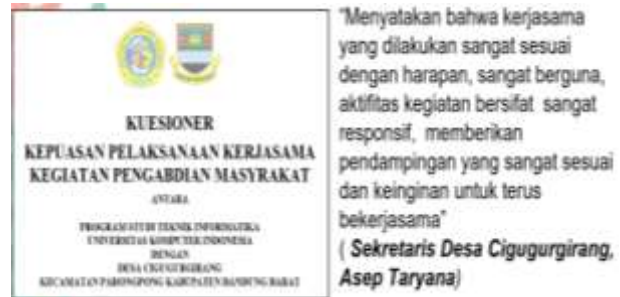 KUESIONER
KEPUASAN PELAKSANAAN KERJASAMA
KEGIATAN PENGABDIAN MASYRAKAT
ANTARA
PROGRAM STUDI TEKNIK INFORMATIKA
UNIVERSITAS KOMPUTER INDONESIA
DENGAN
DESA CIGUGURGIRANG
KECAMATAN PARONGPONG KABUPATEN BANDUNG BARAT
"Menyatakan bahwa kerjasama
yang dilakukan sangat sesuai
dengan harapan, sangat berguna,
aktifitas kegiatan bersifat sangat
responsif, memberikan
pendampingan yang sangat sesuai
dan keinginan untuk terus
bekerjasama"
( Sekretaris Desa Cigugurgirang,
Asep Taryana)